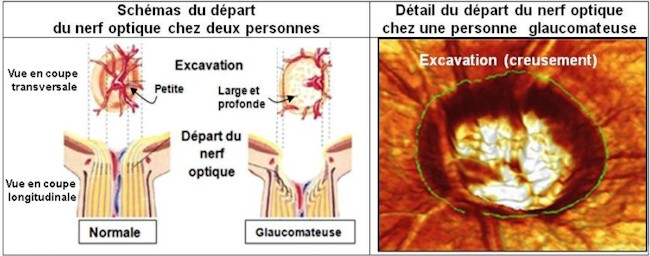 Schémas du départ
du nerf optique chez deux personnes
Détail du départ du nerf optique
chez une personne glaucomateuse
Vue en coupe
transversale
Excavation
Petite
Large et
profonde
Départ du
nerf
optique
Vue en coupe
longitudinale
Normale
Glaucomateuse
Excavation (creusement)